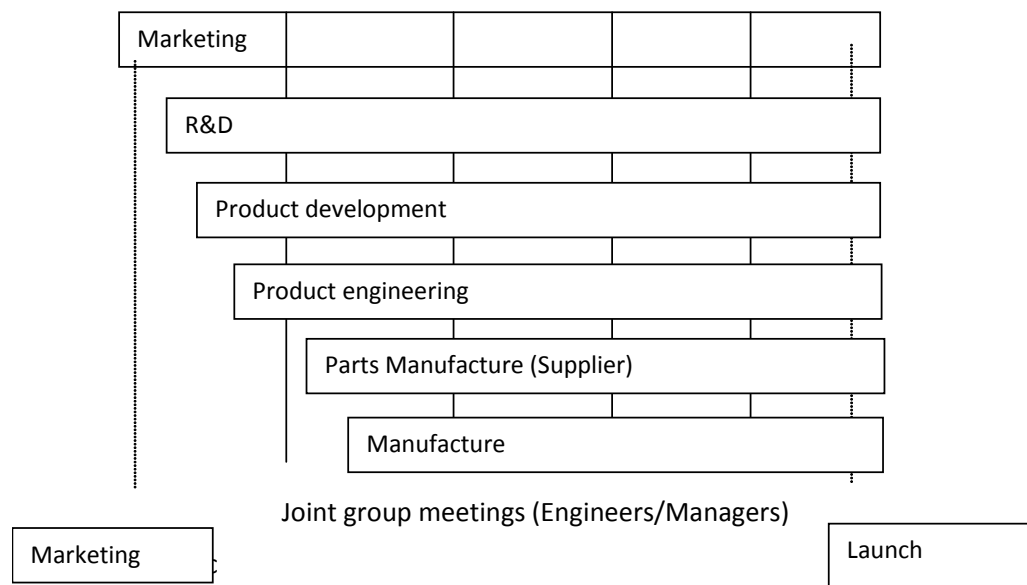 Marketing
R&D
Product development
Product engineering
Parts Manufacture (Supplier)
Manufacture
Joint group meetings (Engineers/Managers)
Marketing
Launch